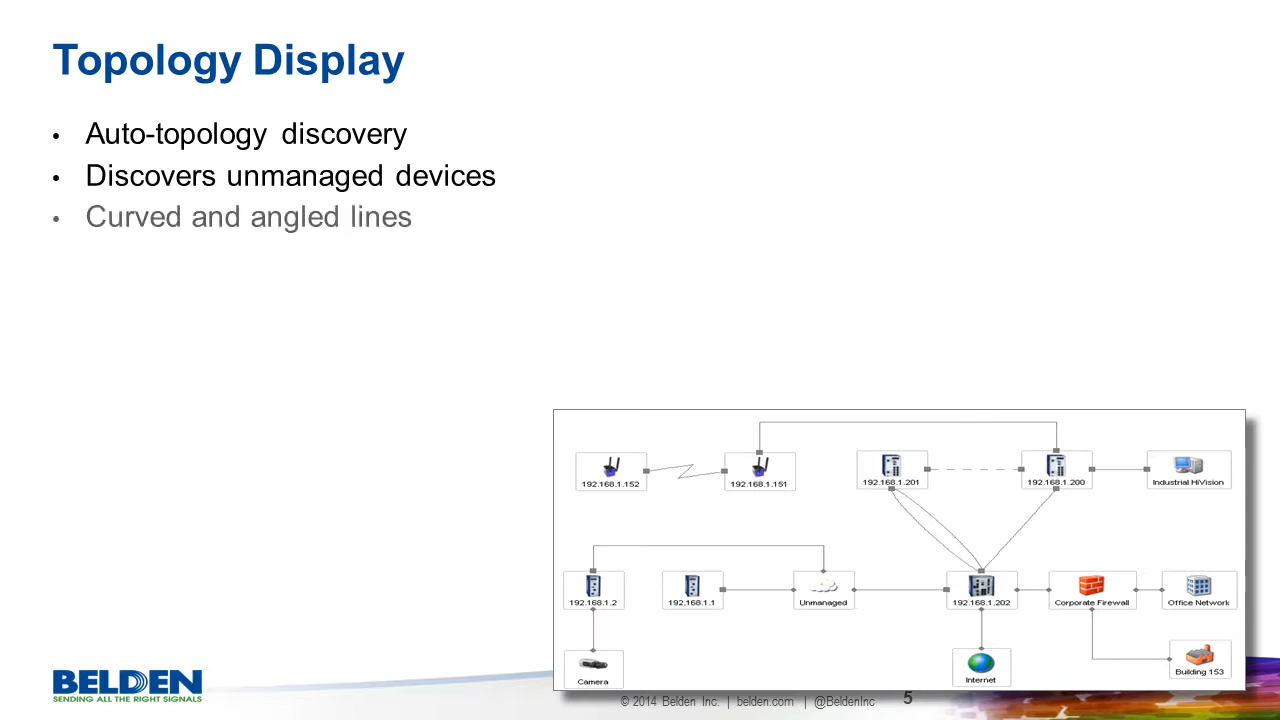 Topology Display
• Auto-topology discovery
• Discovers unmanaged devices
• Curved and angled lines
192.168.1.152
192.168.1.151
192.168.1.201
192.168.1.200
Industrial HiVision
192.168.1.2
192.168.1.1
Unmanaged
192.168.1.202
Corporate Firewall
Office Network
Camera
Internet
Building 153
BELDEN
SENDING ALL THE RIGHT SIGNALS
© 2014 Belden Inc. | belden.com | @BeldenInc 5